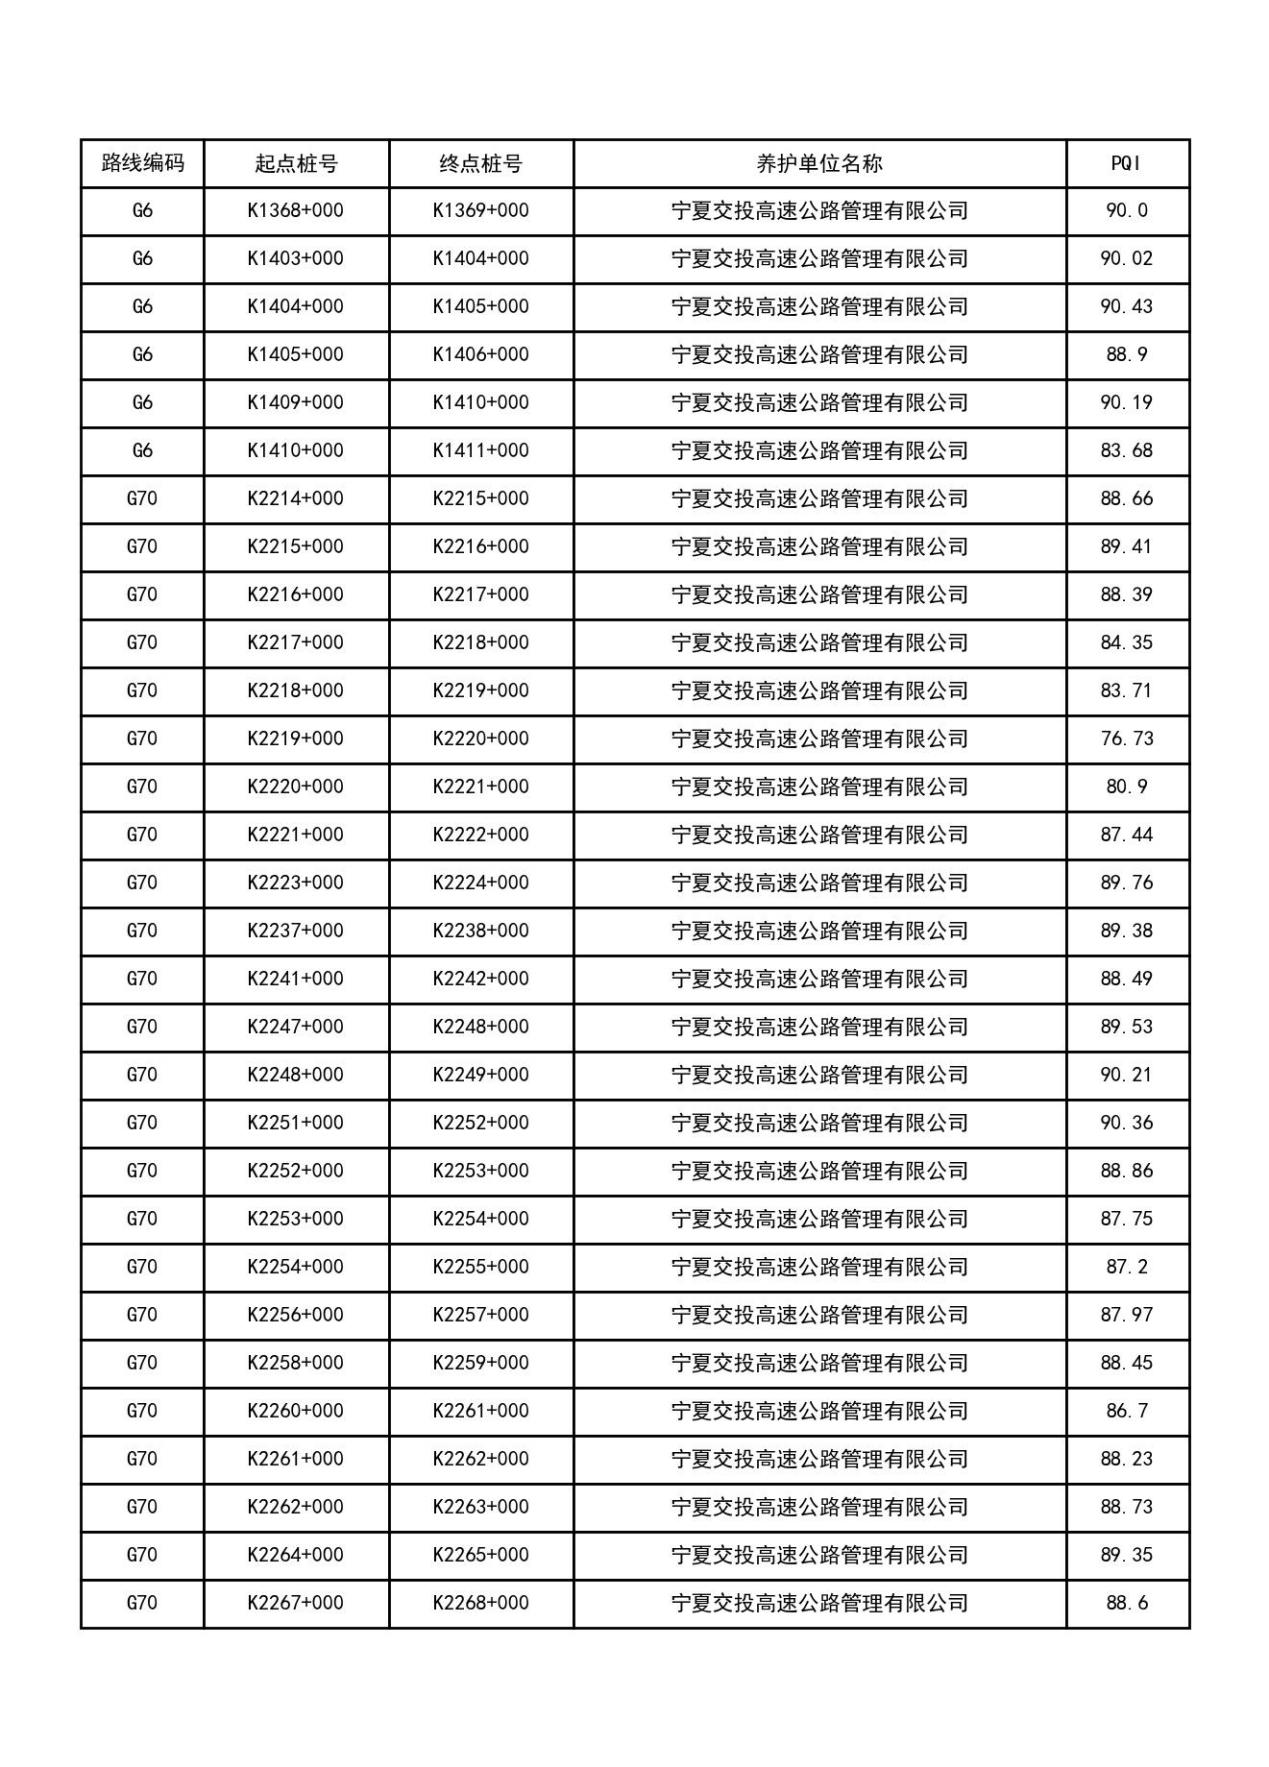 路线编码 起点桩号 终点桩号 养护单位名称 PQI
G6 K1368+000 K1369+000 宁夏交投高速公路管理有限公司 90.0
G6 K1403+000 K1404+000 宁夏交投高速公路管理有限公司 90.02
G6 K1404+000 K1405+000 宁夏交投高速公路管理有限公司 90.43
G6 K1405+000 K1406+000 宁夏交投高速公路管理有限公司 88.9
G6 K1409+000 K1410+000 宁夏交投高速公路管理有限公司 90.19
G6 K1410+000 K1411+000 宁夏交投高速公路管理有限公司 83.68
G70 K2214+000 K2215+000 宁夏交投高速公路管理有限公司 88.66
G70 K2215+000 K2216+000 宁夏交投高速公路管理有限公司 89.41
G70 K2216+000 K2217+000 宁夏交投高速公路管理有限公司 88.39
G70 K2217+000 K2218+000 宁夏交投高速公路管理有限公司 84.35
G70 K2218+000 K2219+000 宁夏交投高速公路管理有限公司 83.71
G70 K2219+000 K2220+000 宁夏交投高速公路管理有限公司 76.73
G70 K2220+000 K2221+000 宁夏交投高速公路管理有限公司 80.9
G70 K2221+000 K2222+000 宁夏交投高速公路管理有限公司 87.44
G70 K2223+000 K2224+000 宁夏交投高速公路管理有限公司 89.76
G70 K2237+000 K2238+000 宁夏交投高速公路管理有限公司 89.38
G70 K2241+000 K2242+000 宁夏交投高速公路管理有限公司 88.49
G70 K2247+000 K2248+000 宁夏交投高速公路管理有限公司 89.53
G70 K2248+000 K2249+000 宁夏交投高速公路管理有限公司 90.21
G70 K2251+000 K2252+000 宁夏交投高速公路管理有限公司 90.36
G70 K2252+000 K2253+000 宁夏交投高速公路管理有限公司 88.86
G70 K2253+000 K2254+000 宁夏交投高速公路管理有限公司 87.75
G70 K2254+000 K2255+000 宁夏交投高速公路管理有限公司 87.2
G70 K2256+000 K2257+000 宁夏交投高速公路管理有限公司 87.97
G70 K2258+000 K2259+000 宁夏交投高速公路管理有限公司 88.45
G70 K2260+000 K2261+000 宁夏交投高速公路管理有限公司 86.7
G70 K2261+000 K2262+000 宁夏交投高速公路管理有限公司 88.23
G70 K2262+000 K2263+000 宁夏交投高速公路管理有限公司 88.73
G70 K2264+000 K2265+000 宁夏交投高速公路管理有限公司 89.35
G70 K2267+000 K2268+000 宁夏交投高速公路管理有限公司 88.6